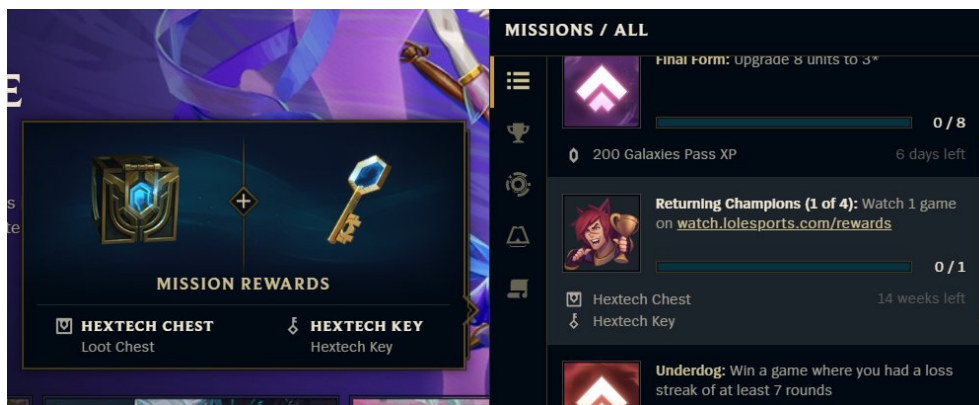 E
s
te
MISSION REWARDS
HEXTECH CHEST
Loot Chest
HEXTECH KEY
Hextech Key
MISSIONS / ALL
Final Form: Upgrade 8 units to 3*
0 / 8
200 Galaxies Pass XP
6 days left
Returning Champions (1 of 4): Watch 1 game
on watch.lolesports.com/rewards
0 / 1
Hextech Chest
14 weeks left
Hextech Key
Underdog: Win a game where you had a loss
streak of at least 7 rounds